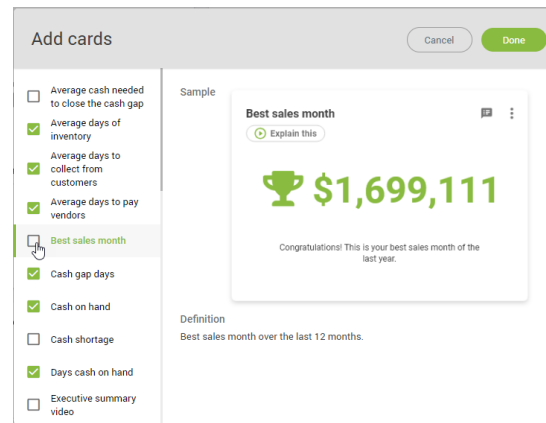 Add cards
Cancel
Done
Average cash needed
to close the cash gap
Average days of
inventory
Average days to
collect from
customers
Average days to pay
vendors
Best sales month
Cash gap days
Cash on hand
Cash shortage
Days cash on hand
Executive summary
video
Sample
Best sales month
Explain this
$1,699,111
Congratulations! This is your best sales month of the
last year.
Definition
Best sales month over the last 12 months.